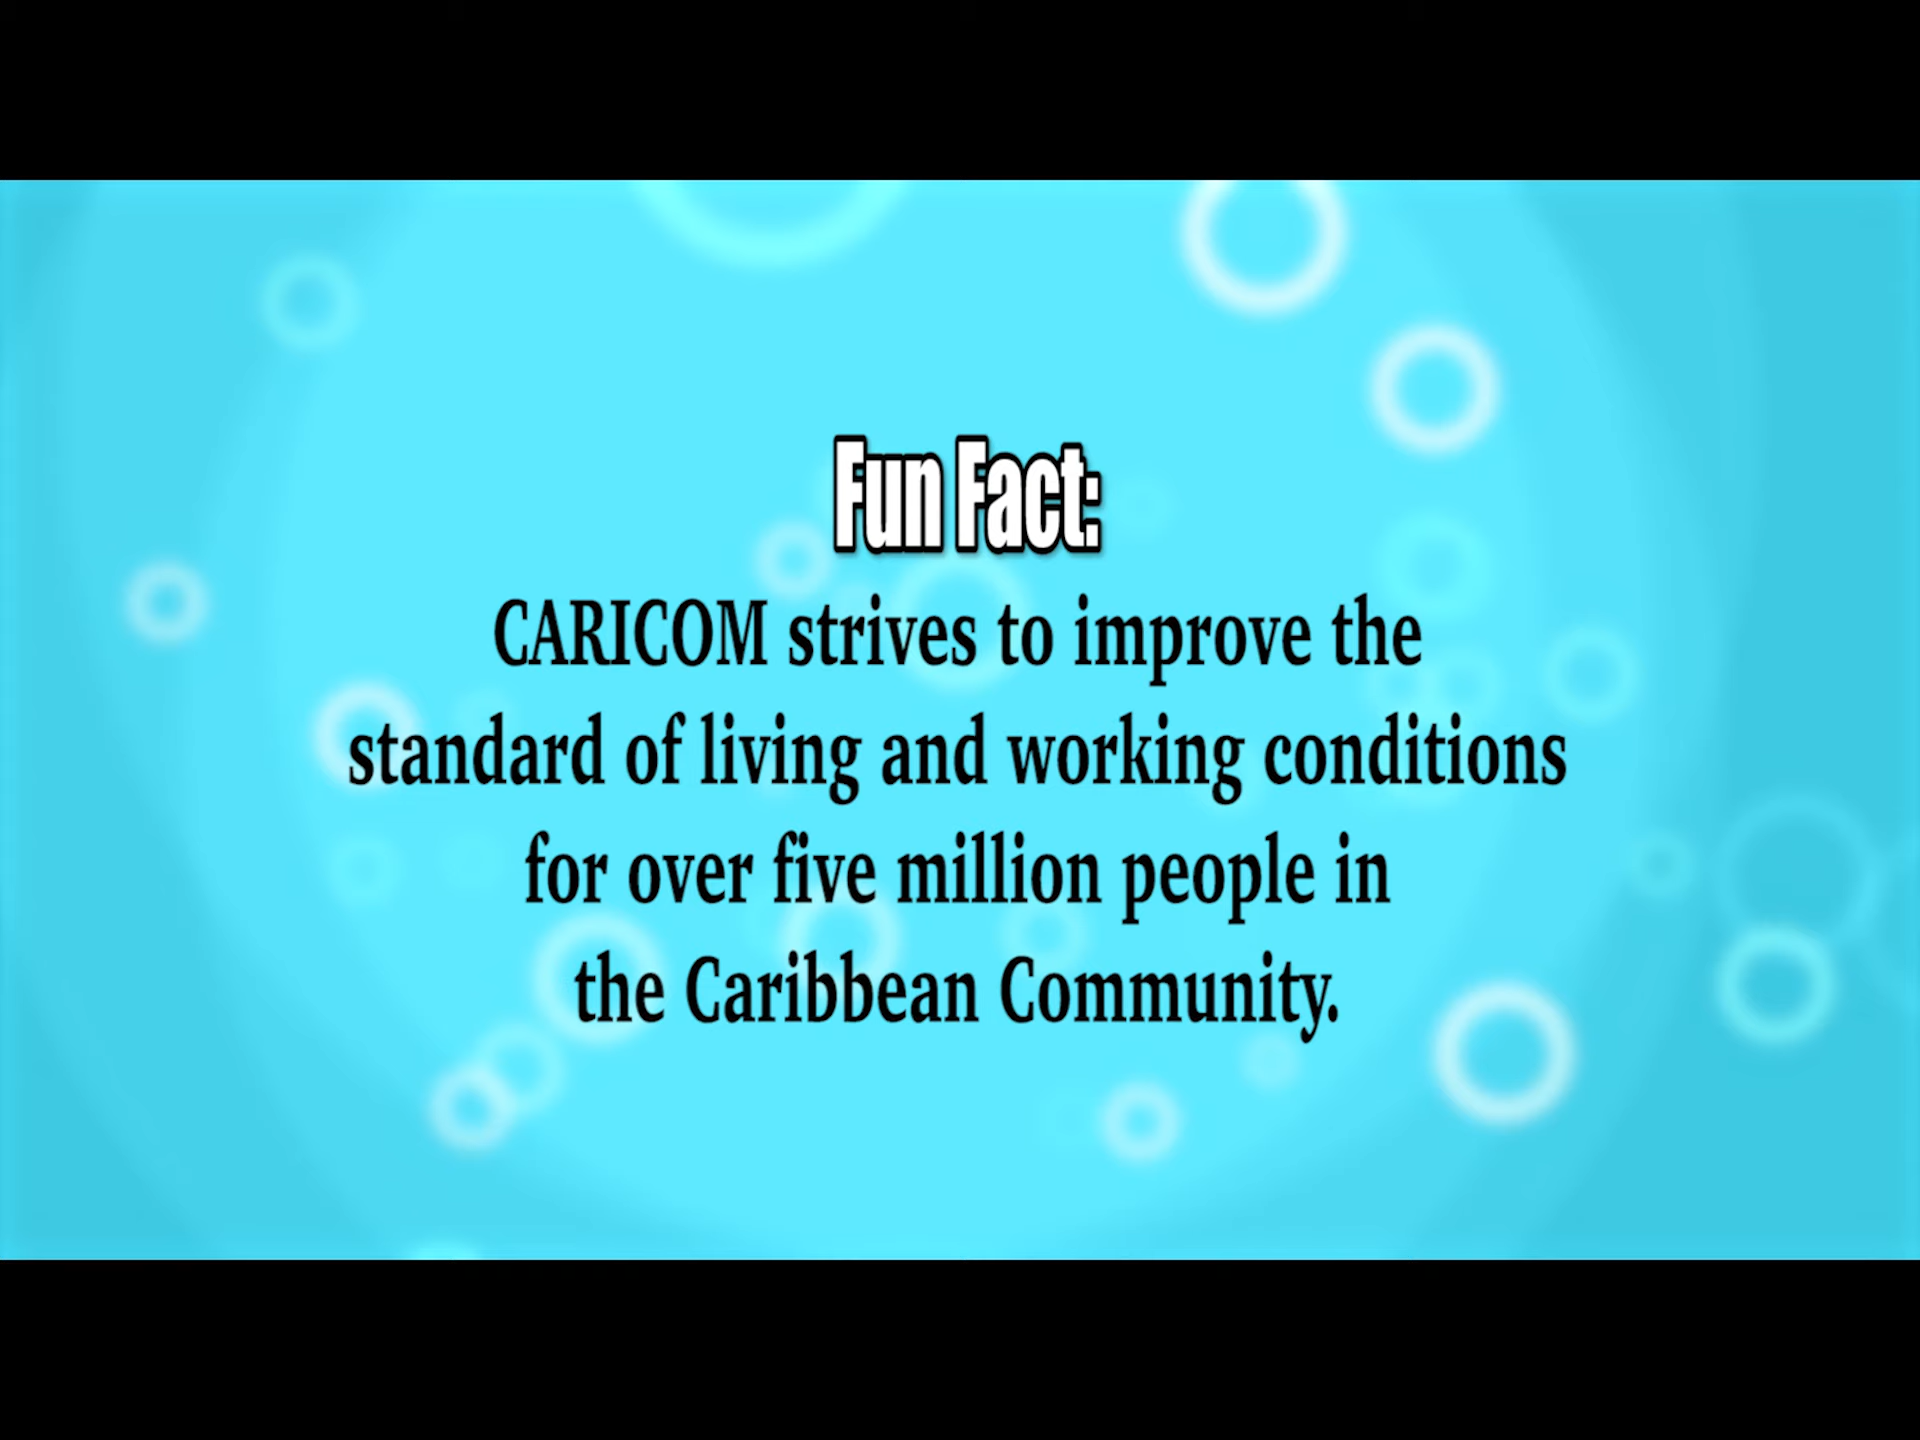 Fun Fact:
CARICOM strives to improve the
standard of living and working conditions
for over five million people in
the Caribbean Community.